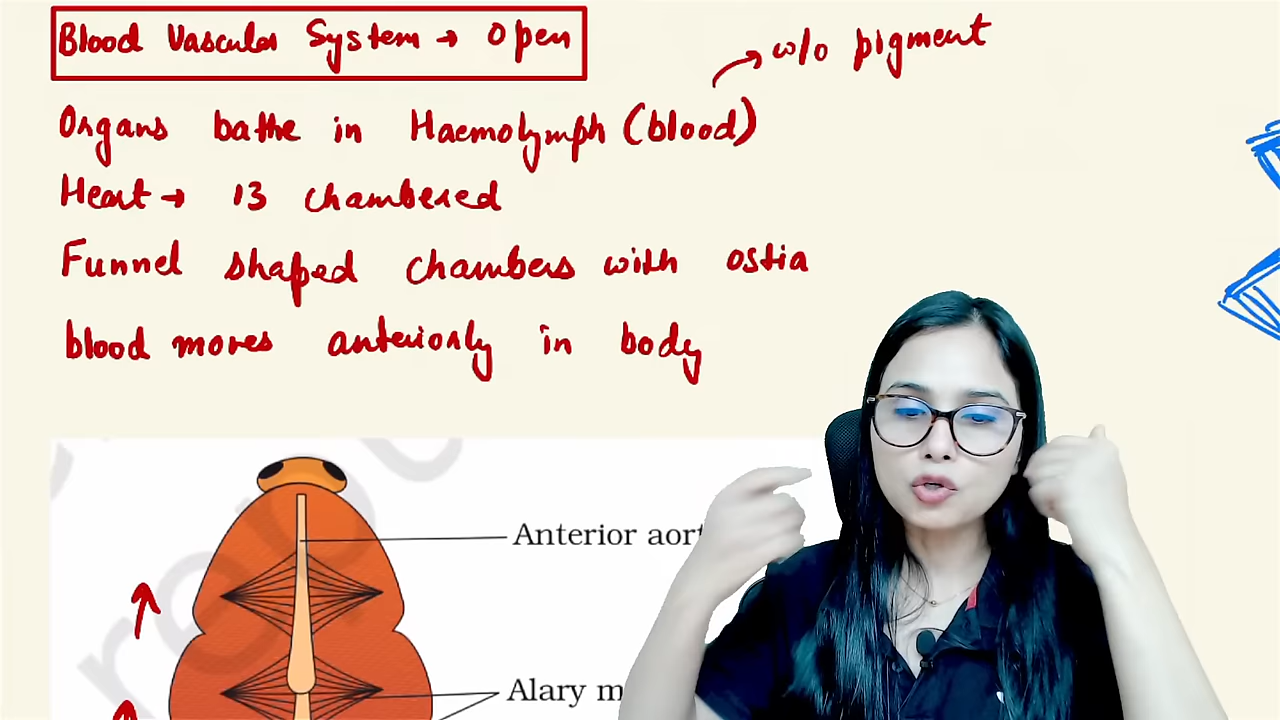 Blood Vascular System → Open
w/o pigment
Organs bathe in Haemolymph (blood)
Heart → 13 chambered
Funnel shaped chambers with ostia
blood moves anteriorly in body
Anterior aort
Alary m